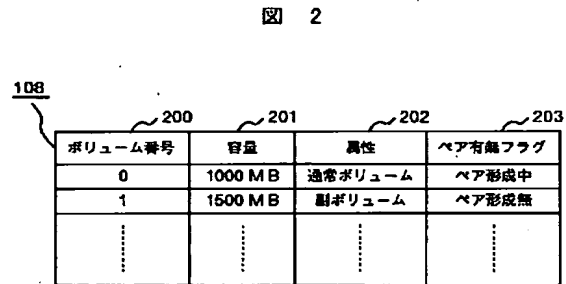 図 2
108
200 201 202 203
ボリューム番号 容量 属性 ペア有無フラグ
0 1000 MB 通常ボリューム ペア形成中
1 1500 MB 副ボリューム ペア形成無